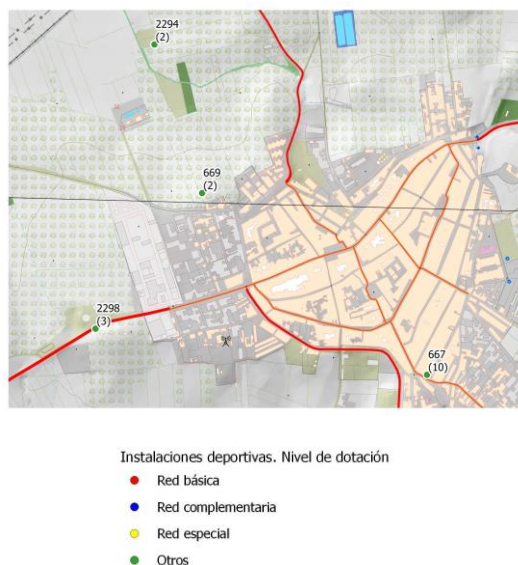 2294
(2)
669
(2)
2298
(3)
667
(10)
Instalaciones deportivas. Nivel de dotación
Red básica
Red complementaria
Red especial
Otros